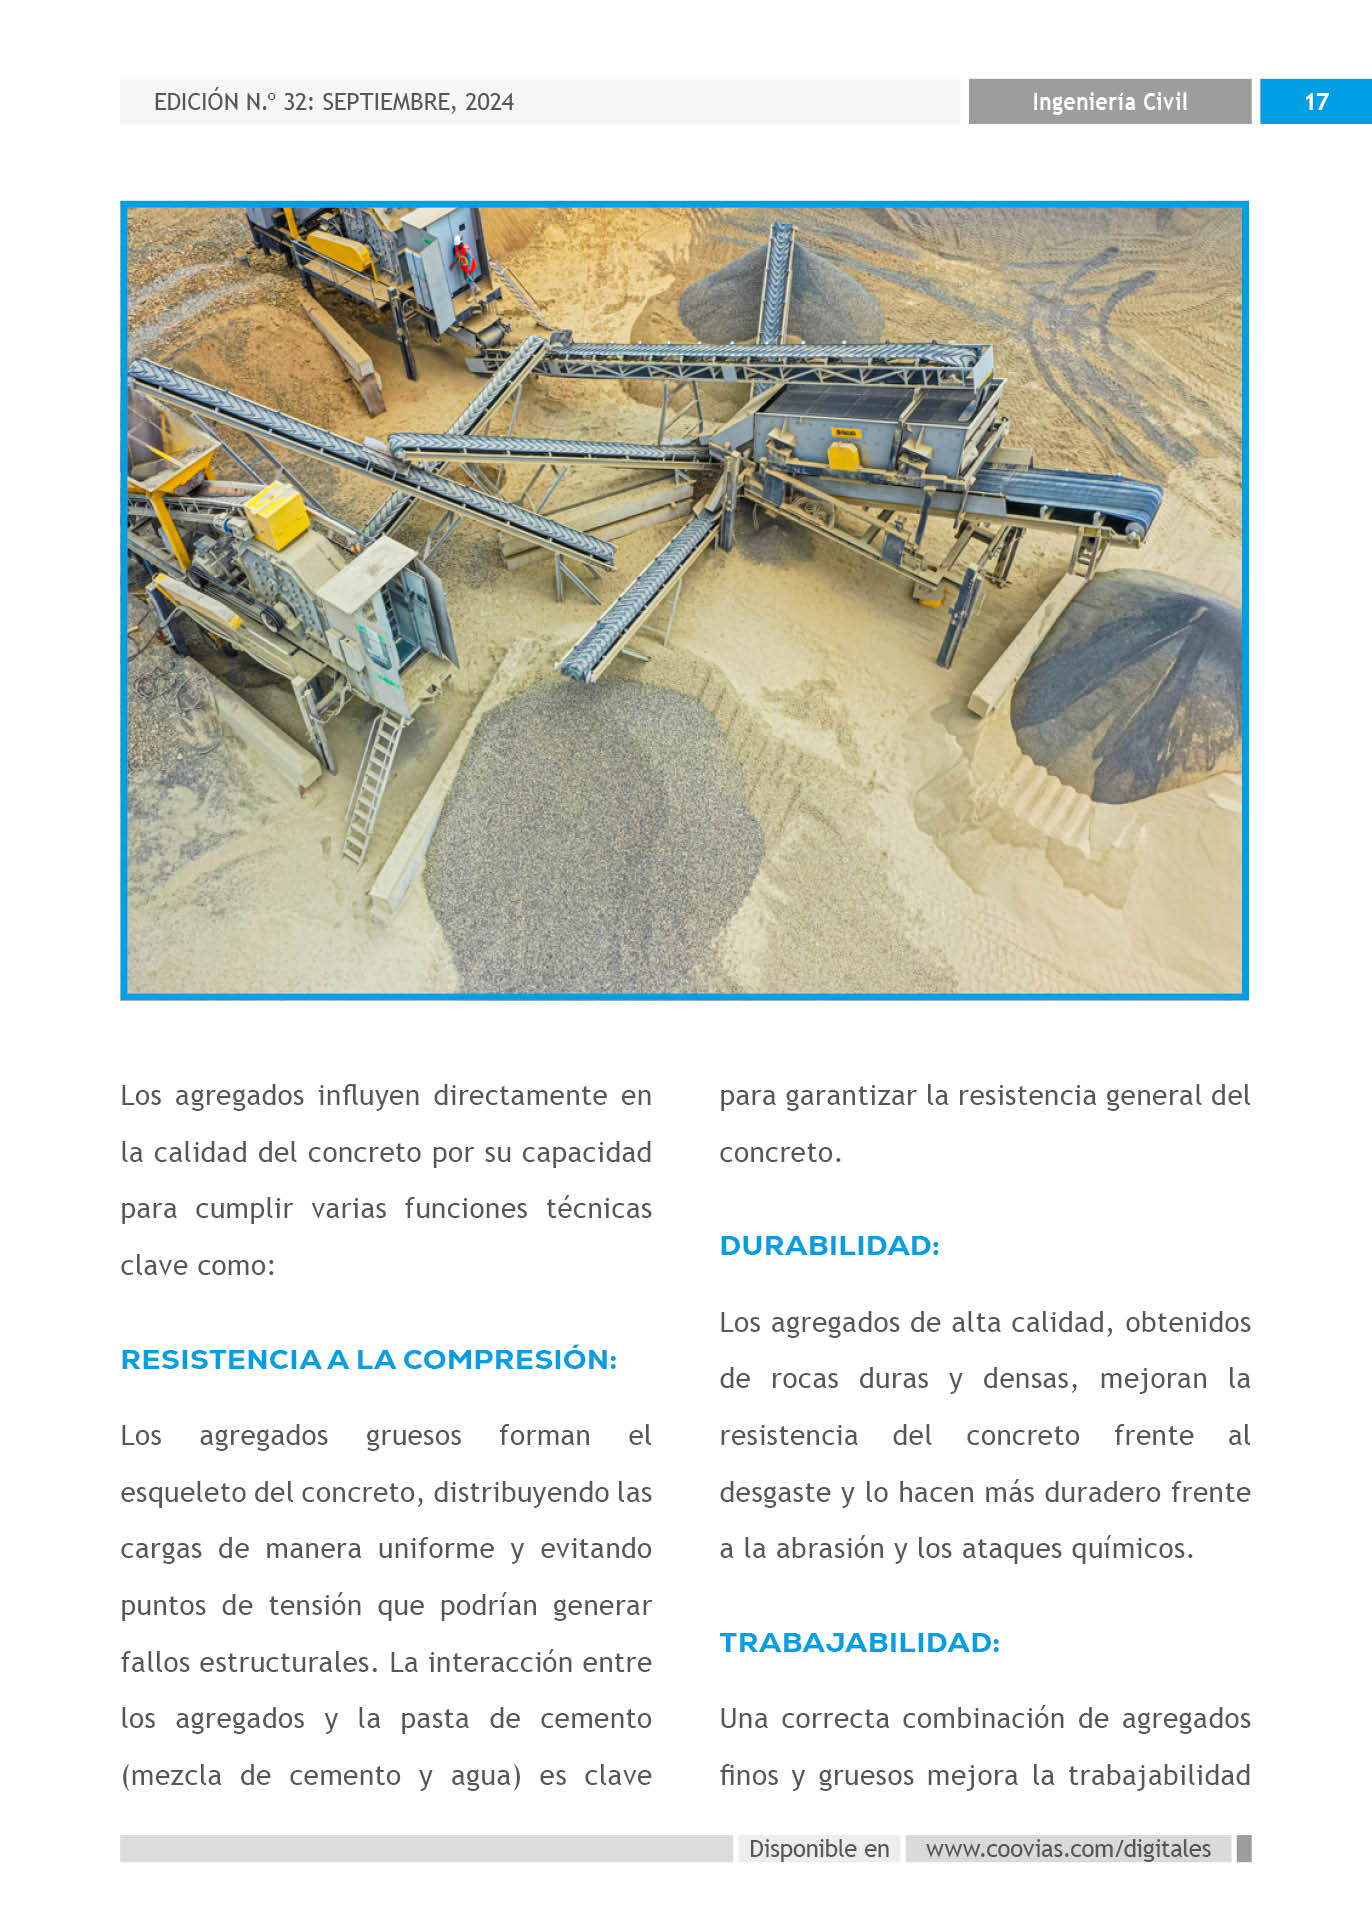 EDICIÓN N.º 32: SEPTIEMBRE, 2024
Ingeniería Civil
17
Los agregados influyen directamente en
la calidad del concreto por su capacidad
para cumplir varias funciones técnicas
clave como:
RESISTENCIA A LA COMPRESIÓN:
Los agregados gruesos forman el
esqueleto del concreto, distribuyendo las
cargas de manera uniforme y evitando
puntos de tensión que podrían generar
fallos estructurales. La interacción entre
los agregados y la pasta de cemento
(mezcla de cemento y agua) es clave
para garantizar la resistencia general del
concreto.
DURABILIDAD:
Los agregados de alta calidad, obtenidos
de rocas duras y densas, mejoran la
resistencia del concreto frente al
desgaste y lo hacen más duradero frente
a la abrasión y los ataques químicos.
TRABAJABILIDAD:
Una correcta combinación de agregados
finos y gruesos mejora la trabajabilidad
Disponible en
www.coovias.com/digitales